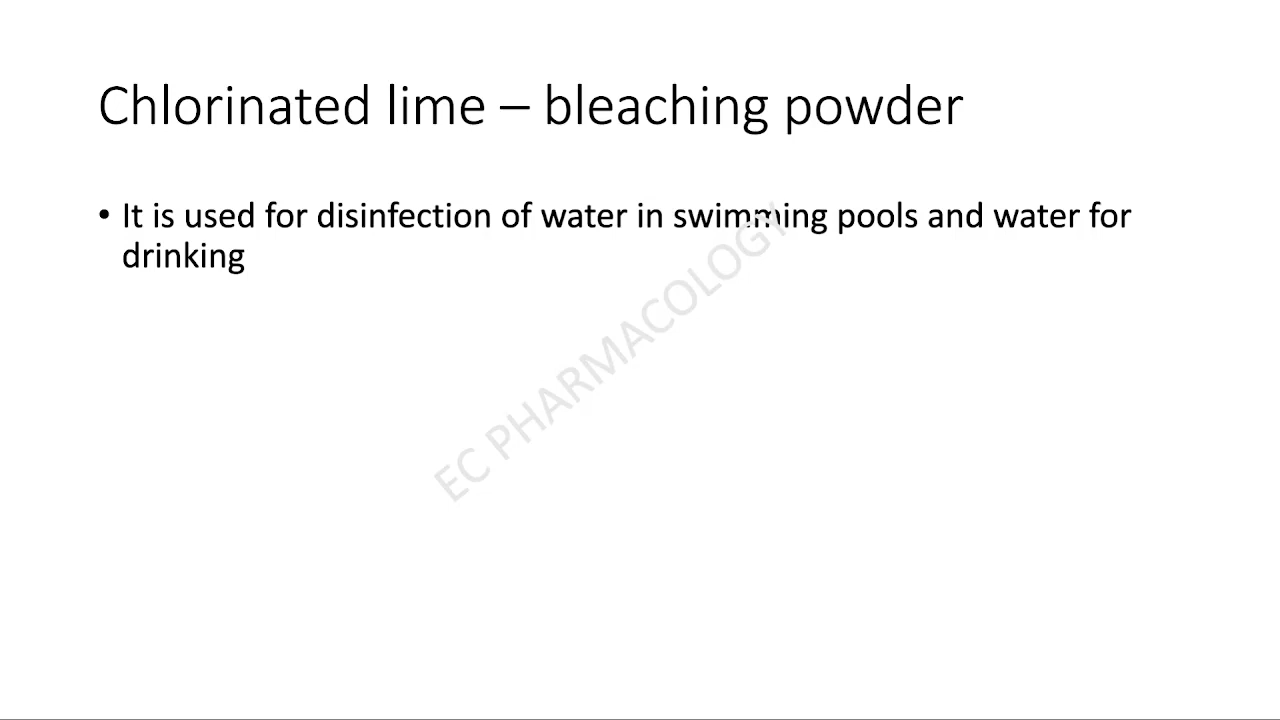 Chlorinated lime – bleaching powder
• It is used for disinfection of water in swimming pools and water for
drinking
EC PHARMACOLOGY